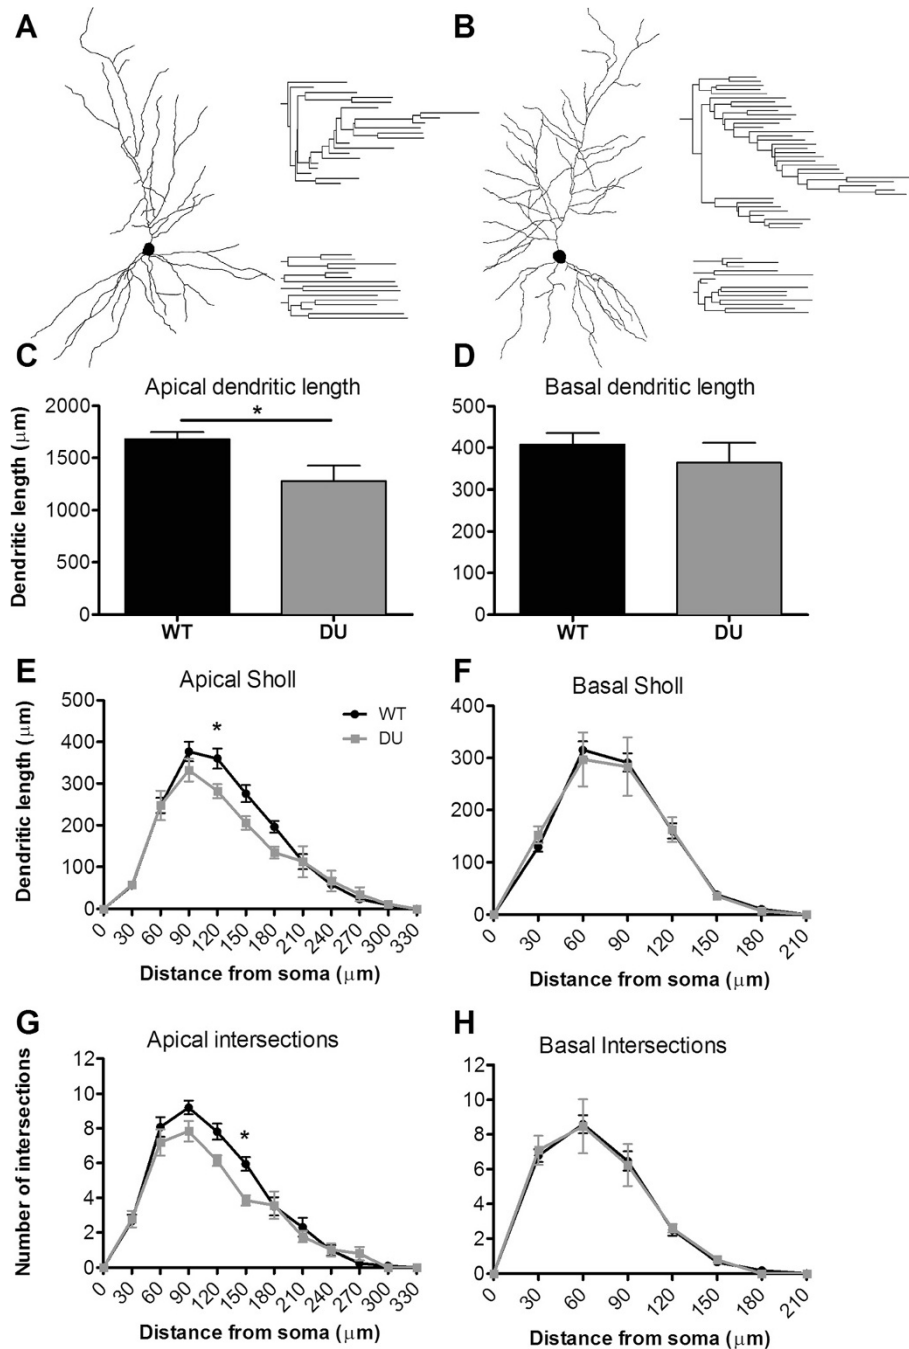 A
B
C
Apical dendritic length
Dendritic length (μm)
2000
1500
1000
500
0
*
WT
DU
D
Basal dendritic length
500
400
300
200
100
0
WT
DU
E
Apical Sholl
Dendritic length (μm)
500
400
300
200
100
0
*
WT
DU
0 30 60 90 120 150 180 210 240 270 300 330
Distance from soma (μm)
F
Basal Sholl
400
300
200
100
0
0 30 60 90 120 150 180 210
Distance from soma (μm)
G
Apical intersections
Number of intersections
12
10
8
6
4
2
0
*
0 30 60 90 120 150 180 210 240 270 300 330
Distance from soma (μm)
H
Basal Intersections
12
10
8
6
4
2
0
0 30 60 90 120 150 180 210
Distance from soma (μm)